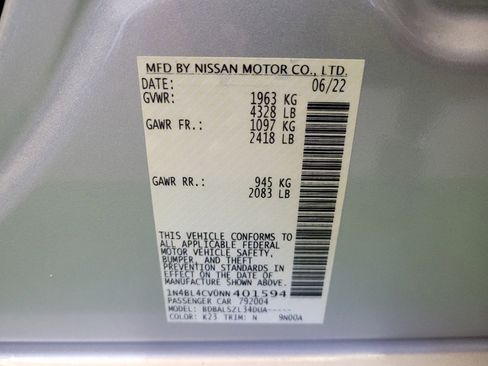 MFD BY NISSAN MOTOR CO., LTD.
DATE: 06/22
GVWR: 1963 KG
4328 LB
GAWR FR.: 1097 KG
2418 LB
GAWR RR.: 945 KG
2083 LB
THIS VEHICLE CONFORMS TO
ALL APPLICABLE FEDERAL
MOTOR VEHICLE SAFETY,
BUMPER, AND THEFT
PREVENTION STANDARDS IN
EFFECT ON THE DATE OF
MANUFACTURE SHOWN ABOVE.
1N4BL4CV0NN401594
PASSENGER CAR 792004
MODEL: BDBALSZL34DUA-----
COLOR: K23 TRIM: N 9N00A